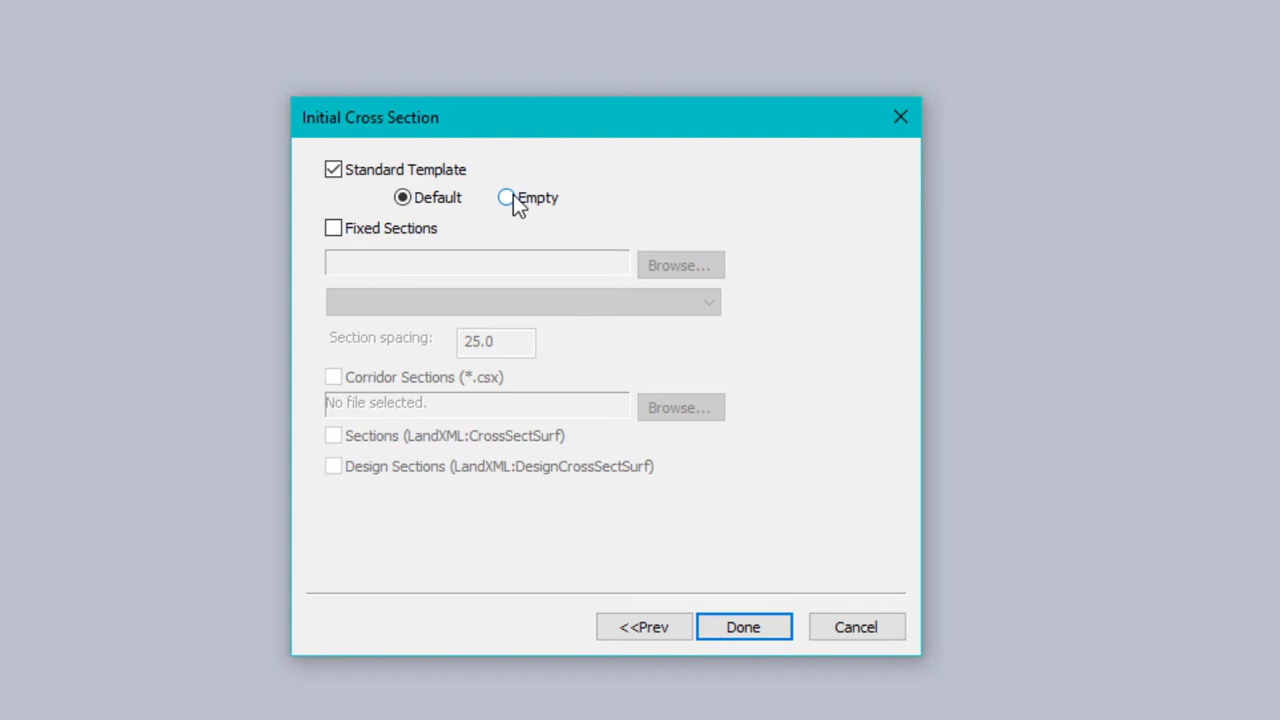 Initial Cross Section
Standard Template
Default Empty
Fixed Sections
Browse...
Section spacing: 25.0
Corridor Sections (*.csx)
No file selected. Browse...
Sections (LandXML:CrossSectSurf)
Design Sections (LandXML:DesignCrossSectSurf)
<<Prev Done Cancel